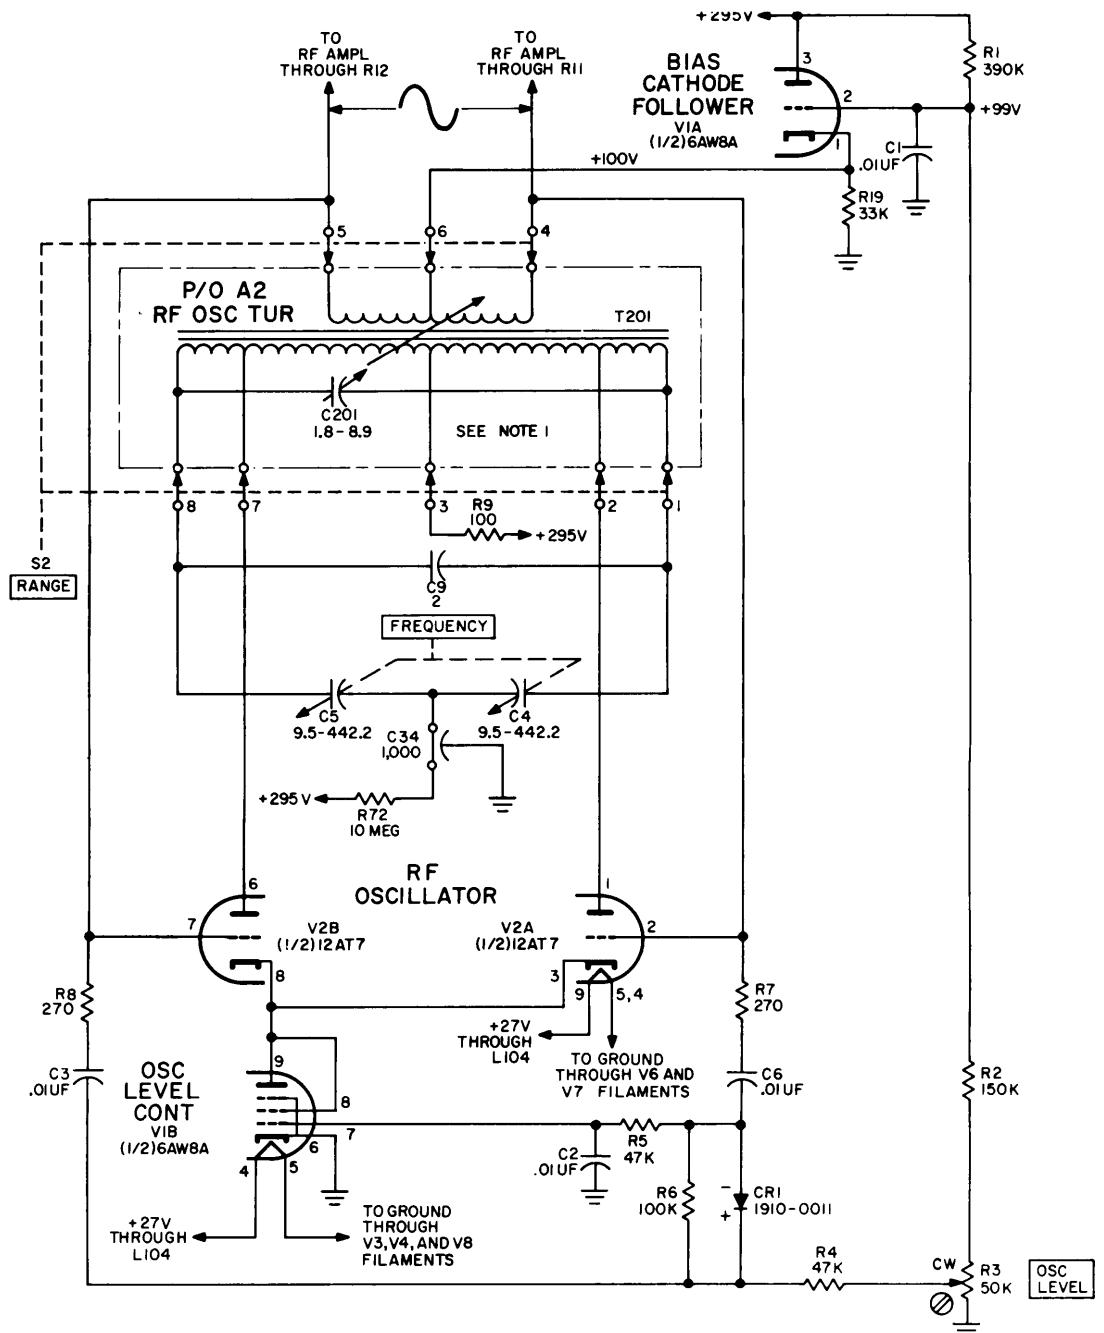 +295V
TO
RF AMPL
THROUGH R12
TO
RF AMPL
THROUGH R11
BIAS
CATHODE
FOLLOWER
V1A
(1/2)6AW8A
3
2
1
R1
390K
+99V
C1
.01UF
+100V
R19
33K
5
6
4
P/O A2
RF OSC TUR
T201
C201
1.8-8.9
SEE NOTE 1
8
7
3
2
1
R9
100
+295V
S2
RANGE
C9
2
FREQUENCY
C5
9.5-442.2
C4
9.5-442.2
C34
1,000
+295V
R72
10 MEG
RF
OSCILLATOR
6
7
V2B
(1/2)12AT7
8
1
V2A
(1/2)12AT7
2
3
9
5,4
R8
270
R7
270
+27V
THROUGH
L104
TO GROUND
THROUGH V6 AND
V7 FILAMENTS
C3
.01UF
OSC
LEVEL
CONT
V1B
(1/2)6AW8A
9
8
7
6
4
5
C6
.01UF
R2
150K
R5
47K
C2
.01UF
R6
100K
-
+
CR1
1910-0011
+27V
THROUGH
L104
TO GROUND
THROUGH
V3,V4,AND V8
FILAMENTS
R4
47K
CW
R3
50K
OSC
LEVEL